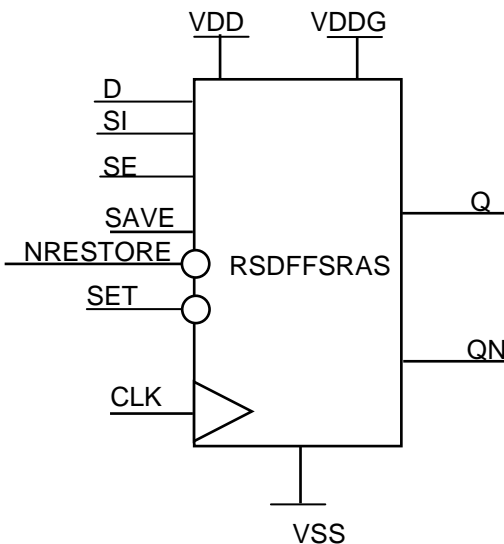 VDD
VDDG
D
SI
SE
SAVE
Q
NRESTORE
RSDFFSRAS
SET
QN
CLK
VSS